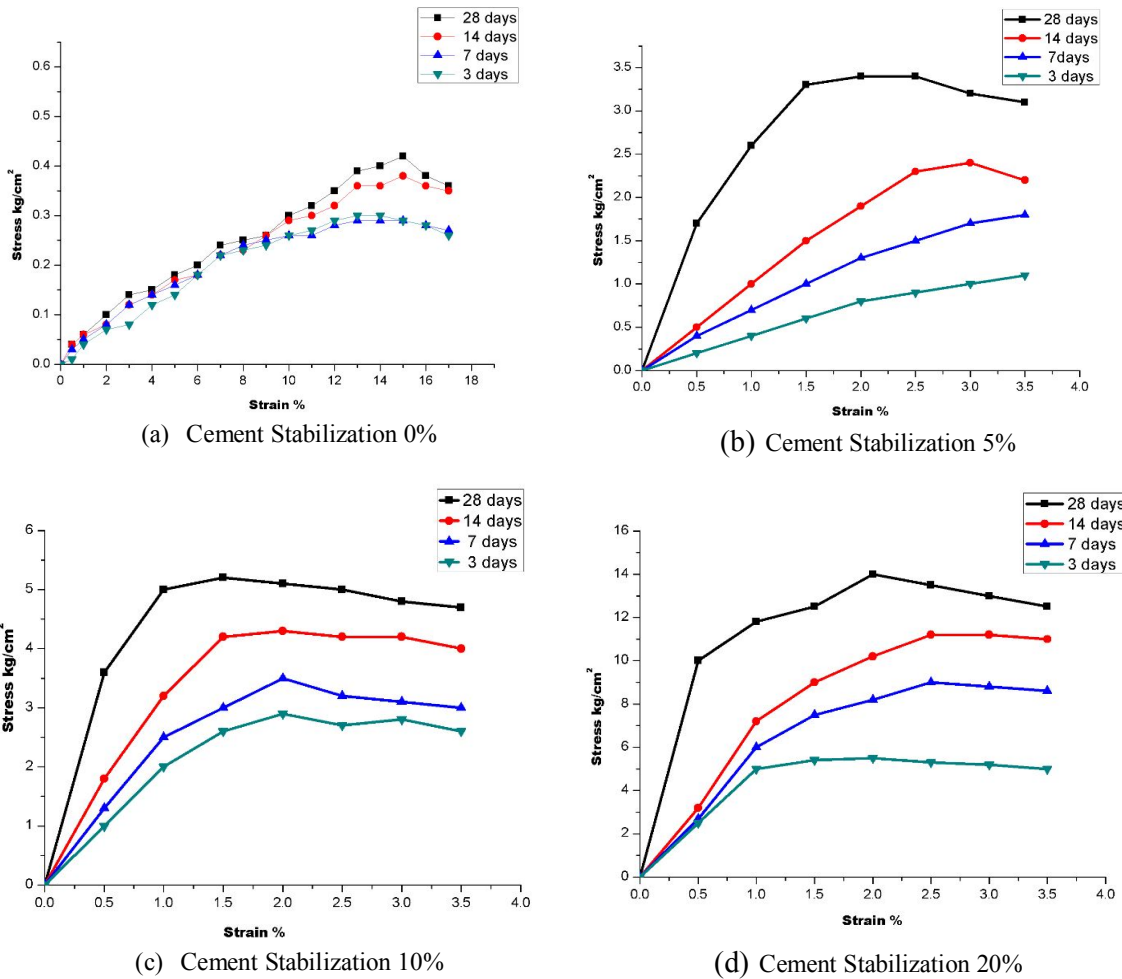 28 days
14 days
7 days
3 days
0.6
0.5
0.4
0.3
0.2
0.1
0.0
Stress kg/cm²
0 2 4 6 8 10 12 14 16 18
Strain %
(a) Cement Stabilization 0%
28 days
14 days
7days
3 days
3.5
3.0
2.5
2.0
1.5
1.0
0.5
0.0
Stress kg/cm²
0.0 0.5 1.0 1.5 2.0 2.5 3.0 3.5 4.0
Strain %
(b) Cement Stabilization 5%
28 days
14 days
7 days
3 days
6
5
4
3
2
1
0
Stress kg/cm²
0.0 0.5 1.0 1.5 2.0 2.5 3.0 3.5 4.0
Strain %
(c) Cement Stabilization 10%
28 days
14 days
7 days
3 days
16
14
12
10
8
6
4
2
0
Stress kg/cm²
0.0 0.5 1.0 1.5 2.0 2.5 3.0 3.5 4.0
Strain %
(d) Cement Stabilization 20%